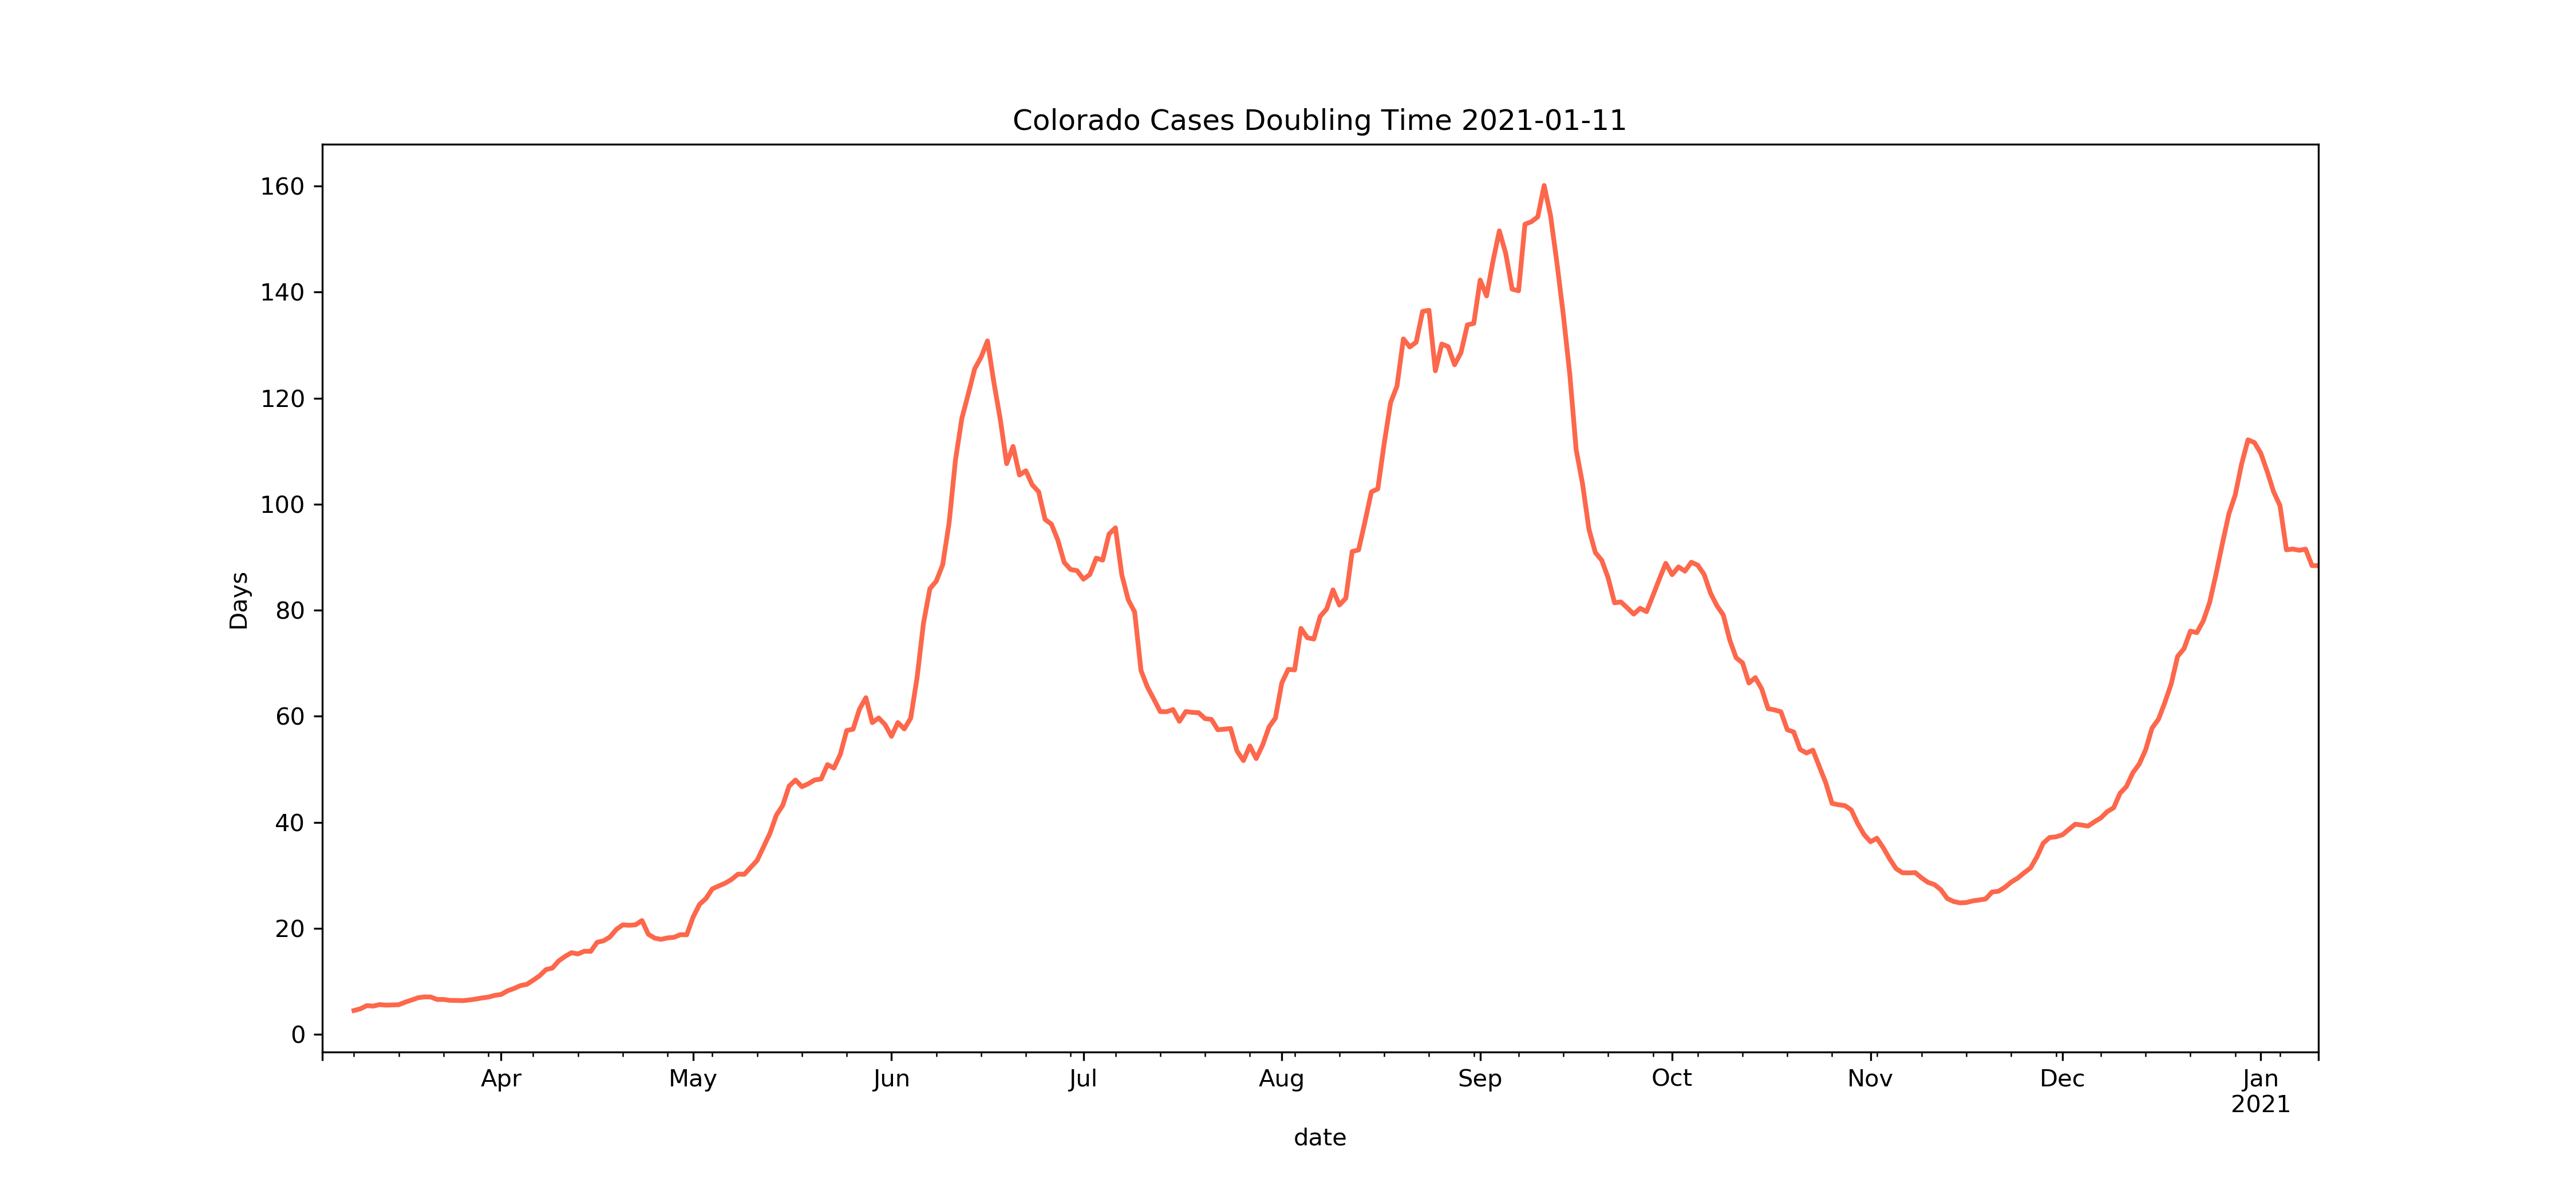 Colorado Cases Doubling Time 2021-01-11
160
140
120
100
80
60
40
20
0
Days
Apr May Jun Jul Aug Sep Oct Nov Dec Jan
2021
date